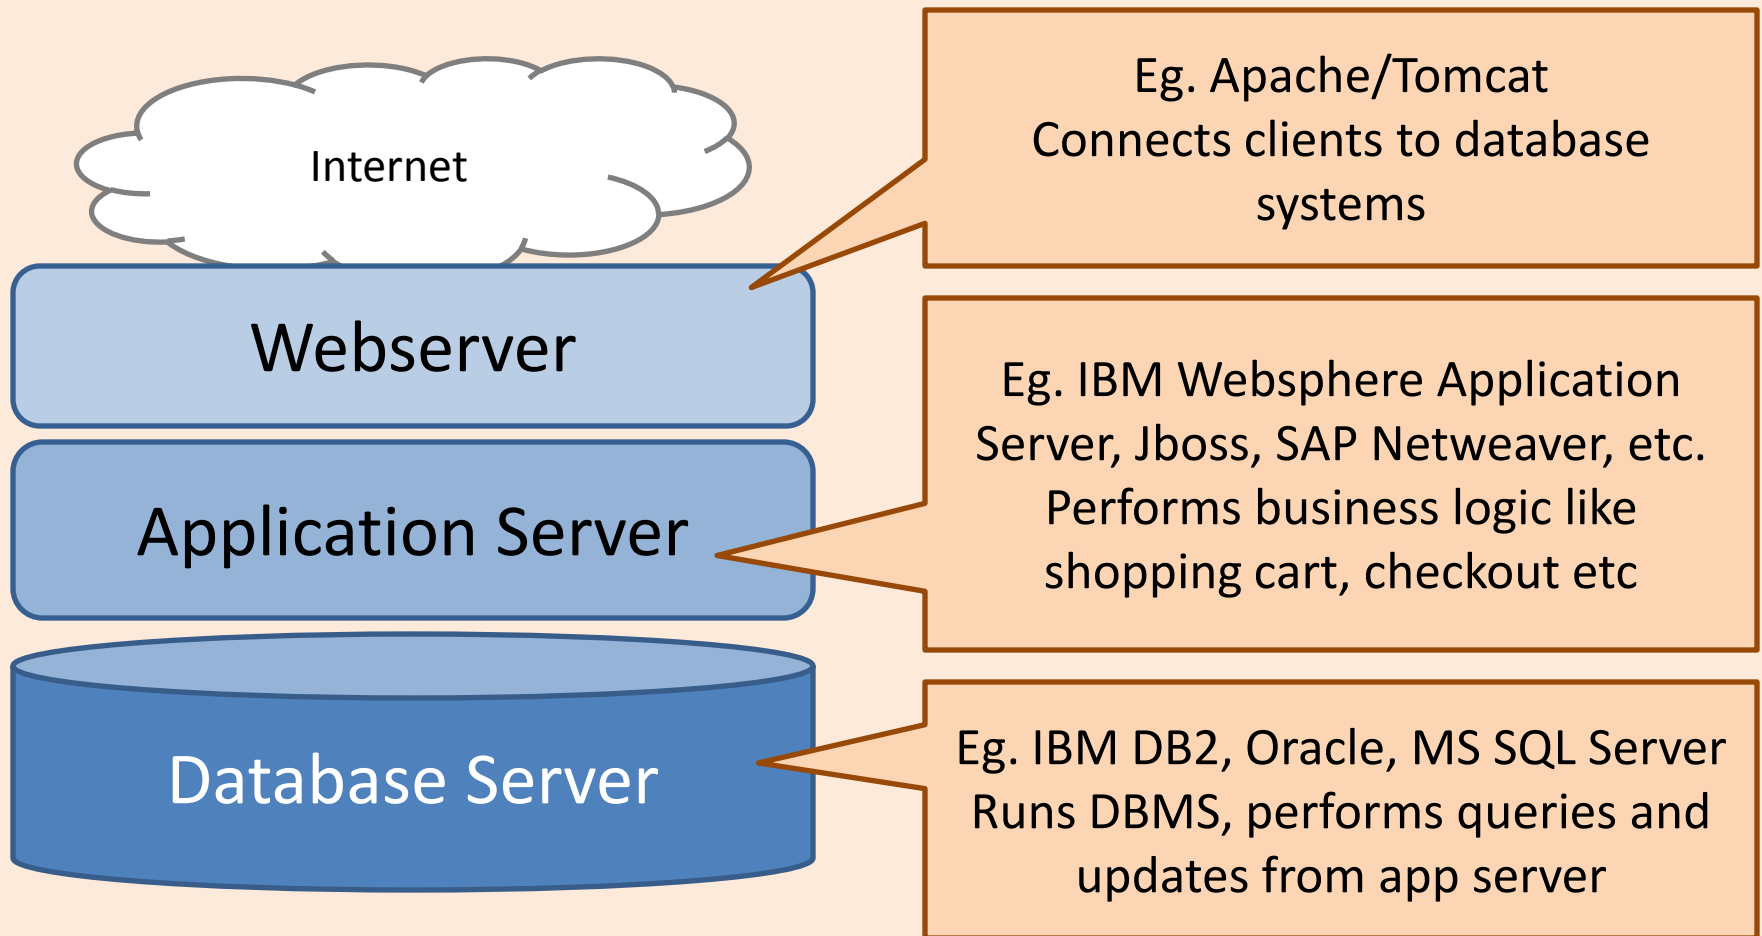 Internet
Webserver
Application Server
Database Server
Eg. Apache/Tomcat
Connects clients to database
systems
Eg. IBM Websphere Application
Server, Jboss, SAP Netweaver, etc.
Performs business logic like
shopping cart, checkout etc
Eg. IBM DB2, Oracle, MS SQL Server
Runs DBMS, performs queries and
updates from app server